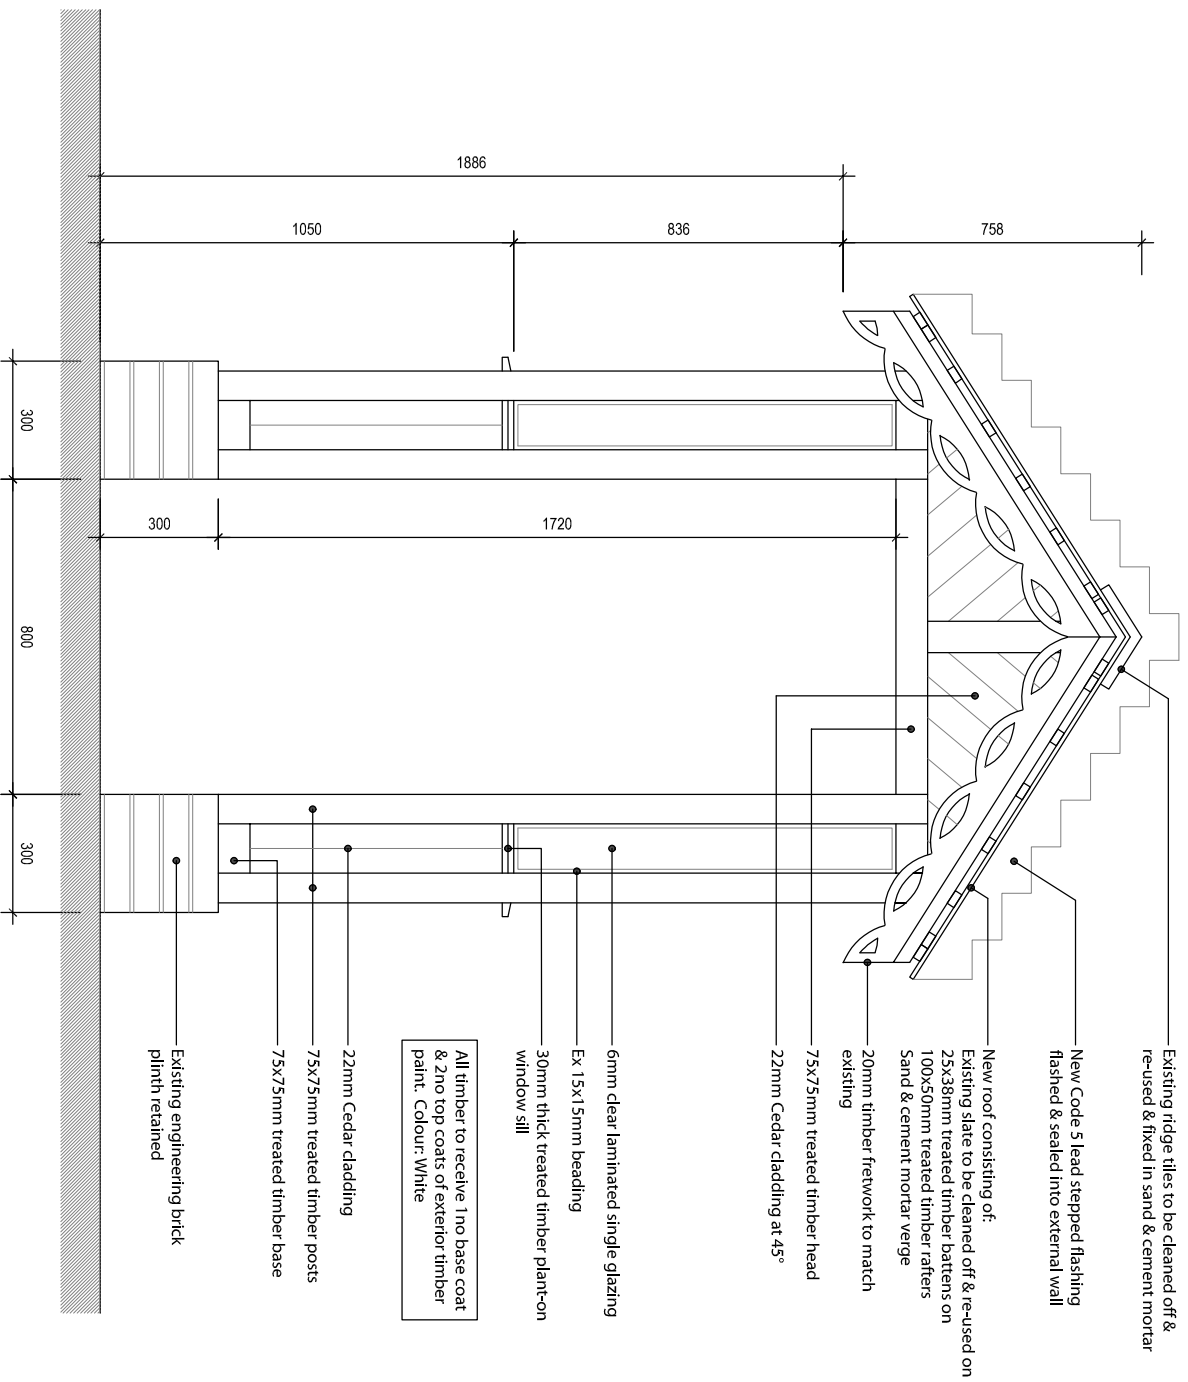 Existing ridge tiles to be cleaned off &
re-used & fixed in sand & cement mortar
New Code 5 lead stepped flashing
flashed & sealed into external wall
New roof consisting of:
Existing slate to be cleaned off & re-used on
25x38mm treated timber battens on
100x50mm treated timber rafters
Sand & cement mortar verge
20mm timber fretwork to match
existing
75x75mm treated timber head
22mm Cedar cladding at 45°
6mm clear laminated single glazing
Ex 15x15mm beading
30mm thick treated timber plant-on
window sill
All timber to receive 1no base coat
& 2no top coats of exterior timber
paint. Colour: White
22mm Cedar cladding
75x75mm treated timber posts
75x75mm treated timber base
Existing engineering brick
plinth retained
758
836
1050
1886
1720
300
300
800
300